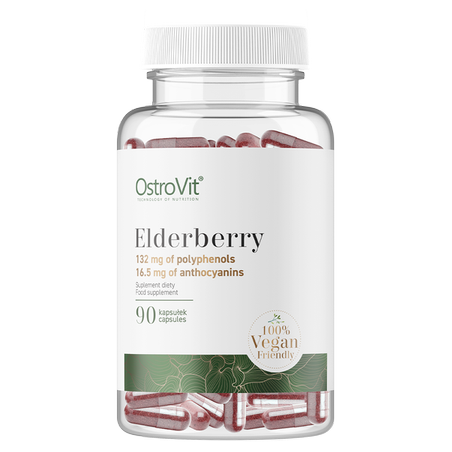 OstroVit®
TECHNOLOGY OF NUTRITION
Elderberry
132 mg of polyphenols
16.5 mg of anthocyanins
Suplement diety
Food supplement
90 kapsułek
capsules
100%
Vegan
Friendly